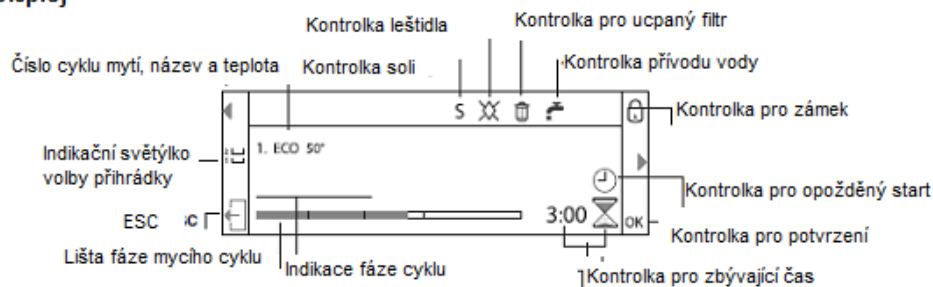 Kontrolka leštidla
Kontrolka pro ucpaný filtr
Číslo cyklu mytí, název a teplota
Kontrolka soli
Kontrolka přívodu vody
S
Kontrolka pro zámek
1. ECO 50°
Indikační světýlko
volby přihrádky
Kontrolka pro opožděný start
ESC
3:00
OK
Kontrolka pro potvrzení
Lišta fáze mycího cyklu
Indikace fáze cyklu
Kontrolka pro zbývající čas